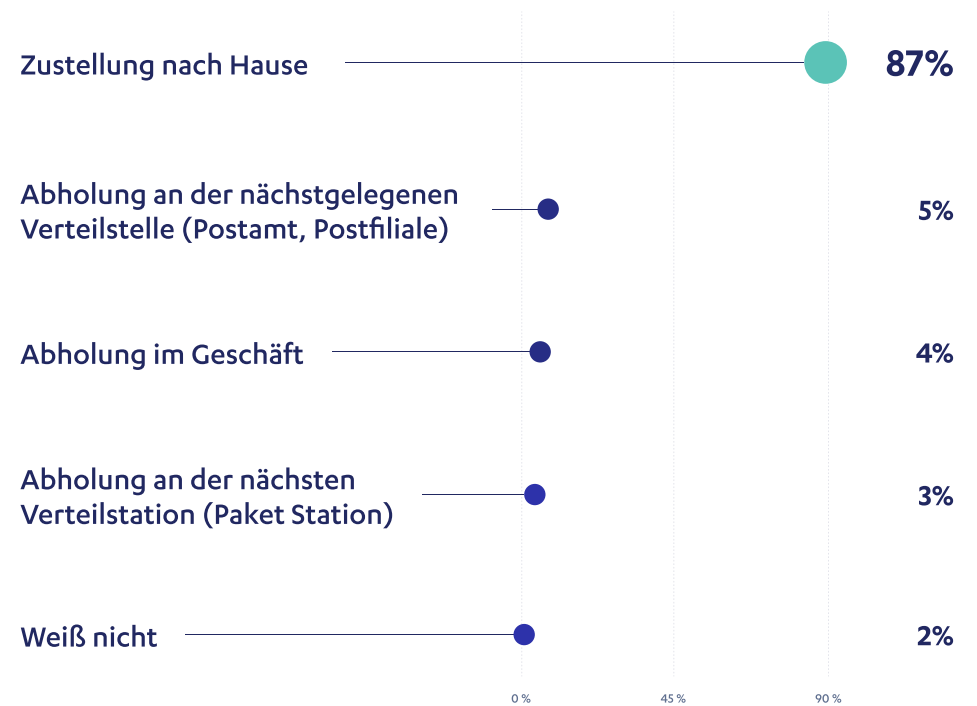 Zustellung nach Hause
87%
Abholung an der nächstgelegenen
Verteilstelle (Postamt, Postfiliale)
5%
Abholung im Geschäft
4%
Abholung an der nächsten
Verteilstation (Paket Station)
3%
Weiß nicht
2%
0 %
45 %
90 %